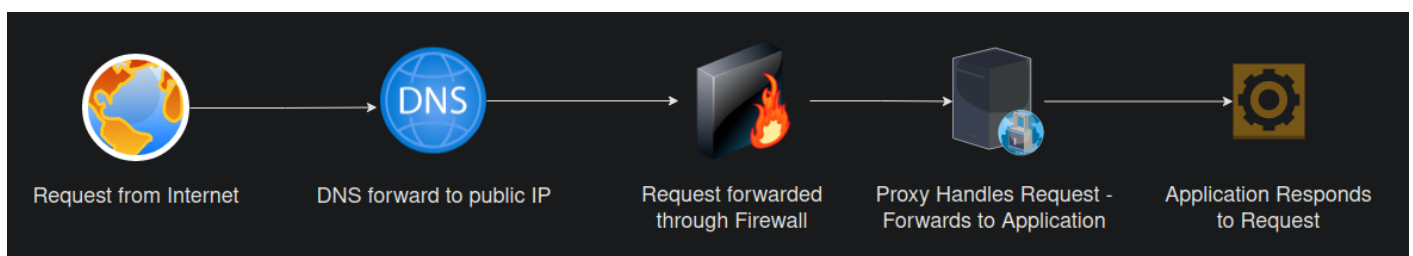 DNS
Request from Internet
DNS forward to public IP
Request forwarded
through Firewall
Proxy Handles Request -
Forwards to Application
Application Responds
to Request